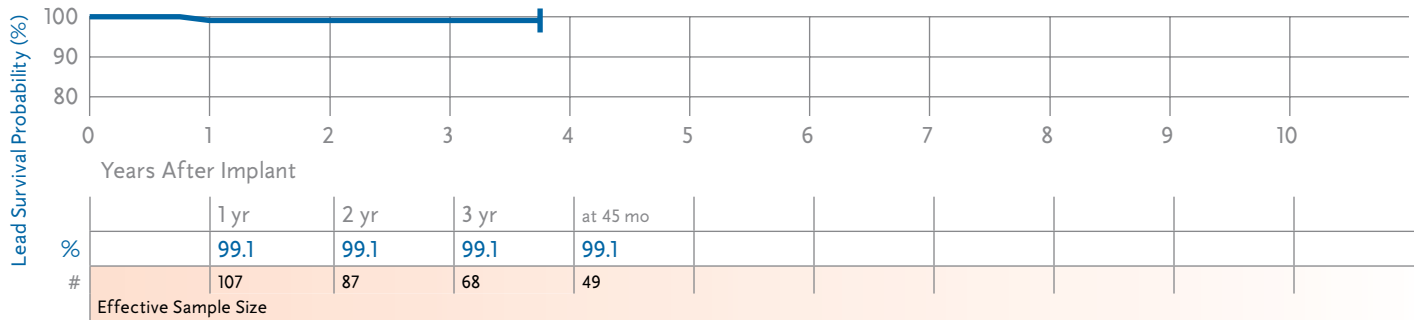 Lead Survival Probability (%)
100
90
80
0 1 2 3 4 5 6 7 8 9 10
Years After Implant
1 yr 2 yr 3 yr at 45 mo
% 99.1 99.1 99.1 99.1
# 107 87 68 49
Effective Sample Size